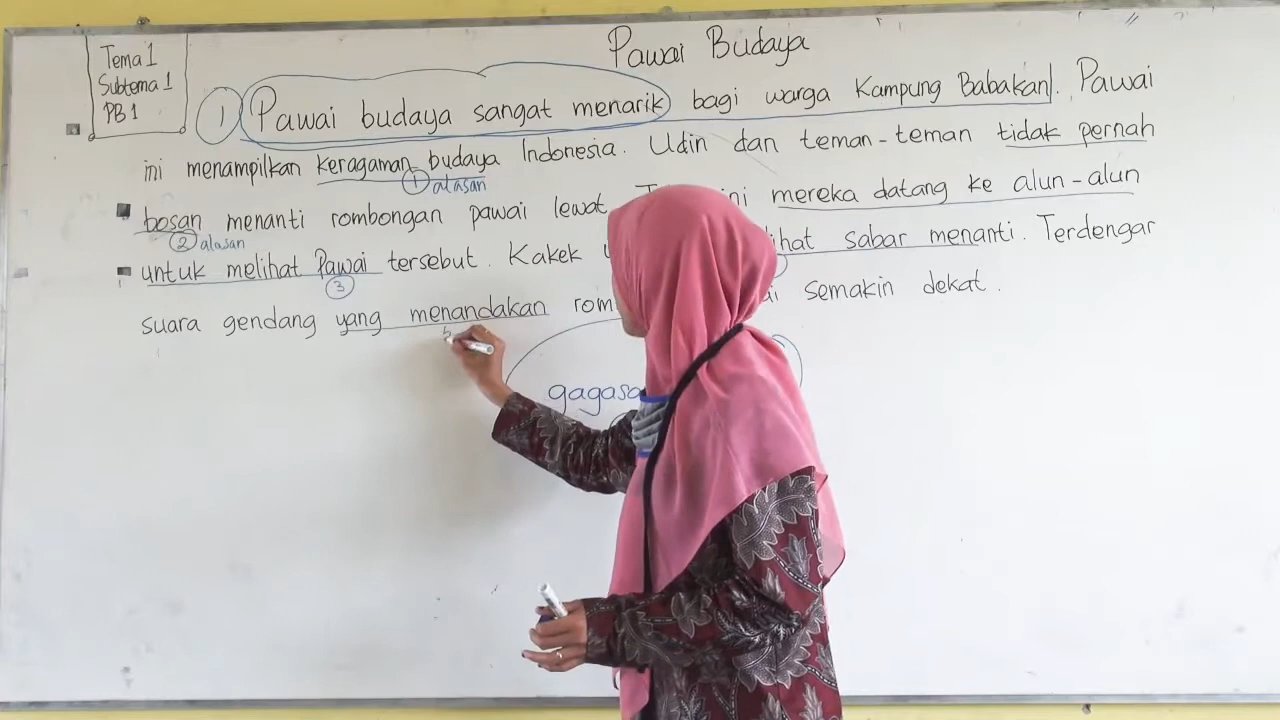 Pawai Budaya
Tema 1
Subtema 1
PB 1
1 Pawai budaya sangat menarik bagi warga Kampung Babakan. Pawai
ini menampilkan keragaman budaya Indonesia. Udin dan teman-teman tidak pernah
1 alasan
bosan menanti rombongan pawai lewat ini mereka datang ke alun-alun
2 alasan
untuk melihat Pawai tersebut. Kakek sabar menanti. Terdengar
3
suara gendang yang menandakan semakin dekat.